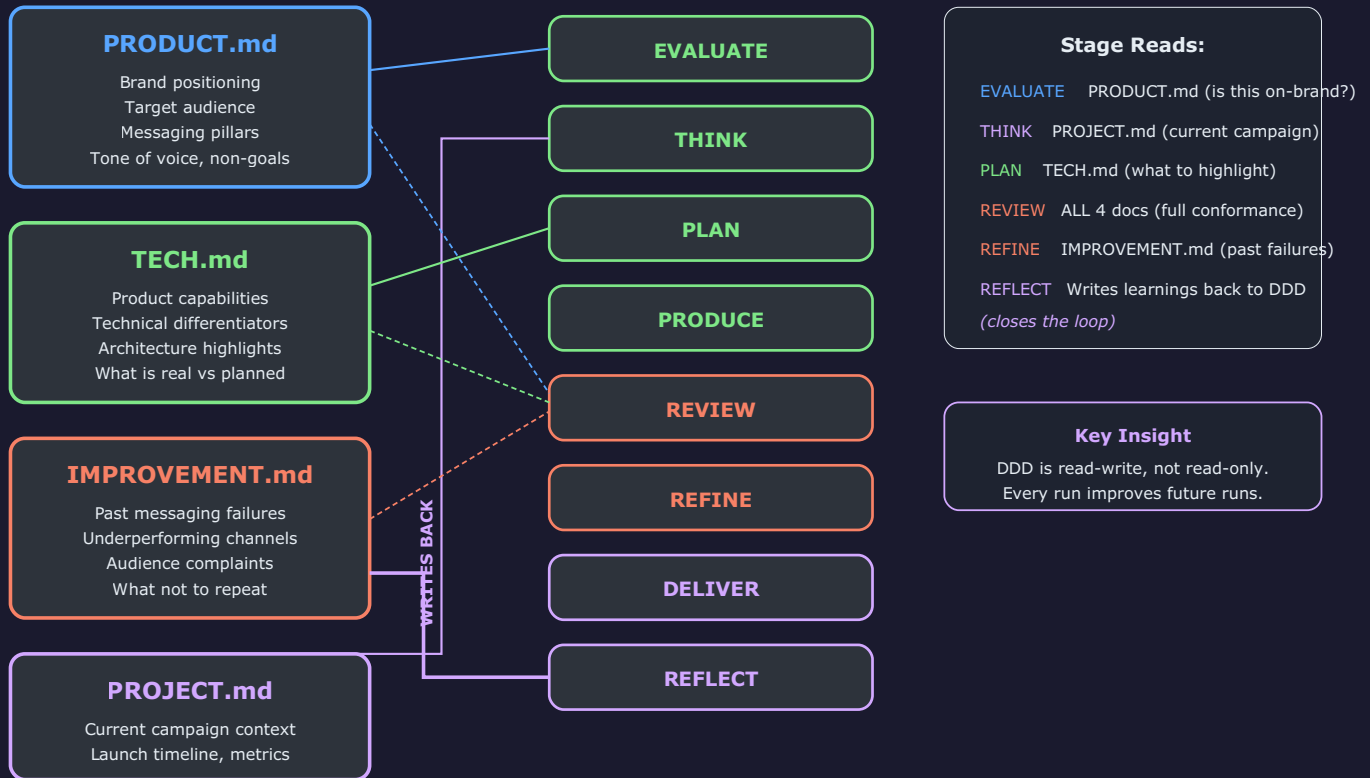 PRODUCT.md
Brand positioning
Target audience
Messaging pillars
Tone of voice, non-goals
TECH.md
Product capabilities
Technical differentiators
Architecture highlights
What is real vs planned
IMPROVEMENT.md
Past messaging failures
Underperforming channels
Audience complaints
What not to repeat
PROJECT.md
Current campaign context
Launch timeline, metrics
WRITES BACK
EVALUATE
THINK
PLAN
PRODUCE
REVIEW
REFINE
DELIVER
REFLECT
Stage Reads:
EVALUATE PRODUCT.md (is this on-brand?)
THINK PROJECT.md (current campaign)
PLAN TECH.md (what to highlight)
REVIEW ALL 4 docs (full conformance)
REFINE IMPROVEMENT.md (past failures)
REFLECT Writes learnings back to DDD
(closes the loop)
Key Insight
DDD is read-write, not read-only.
Every run improves future runs.